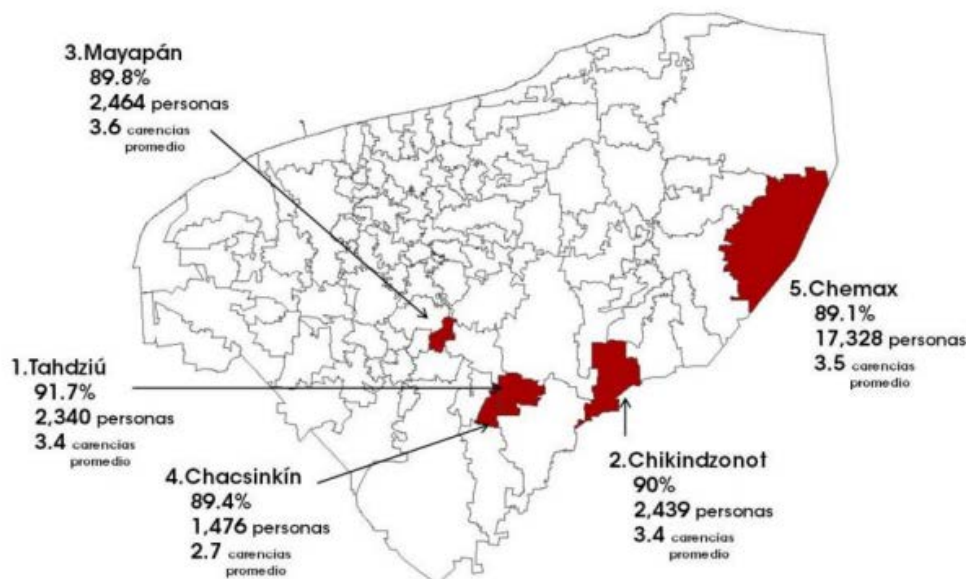 3.Mayapán
89.8%
2,464 personas
3.6 carencias
promedio
5.Chemax
89.1%
17,328 personas
3.5 carencias
promedio
1.Tahdziú
91.7%
2,340 personas
3.4 carencias
promedio
4.Chacsinkín
89.4%
1,476 personas
2.7 carencias
promedio
2.Chikindzonot
90%
2,439 personas
3.4 carencias
promedio